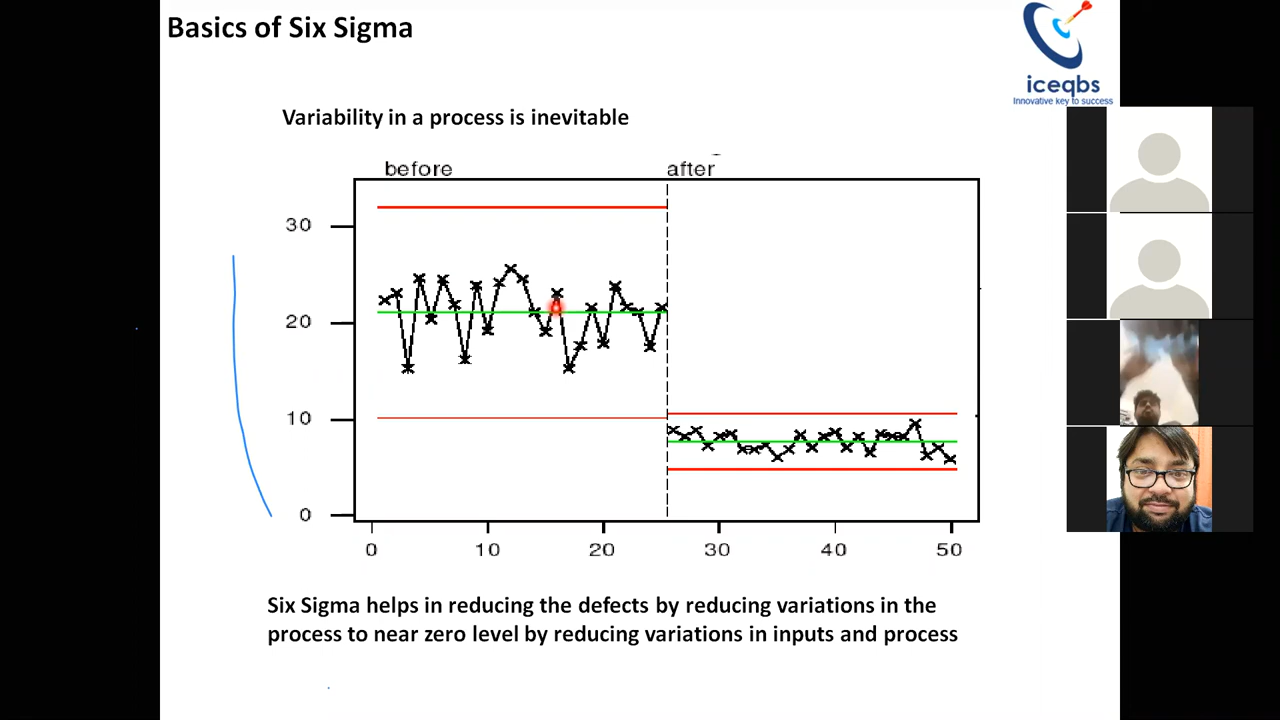 Basics of Six Sigma
iceqbs
Innovative key to success
Variability in a process is inevitable
before
after
30
20
10
0
0
10
20
30
40
50
Six Sigma helps in reducing the defects by reducing variations in the
process to near zero level by reducing variations in inputs and process